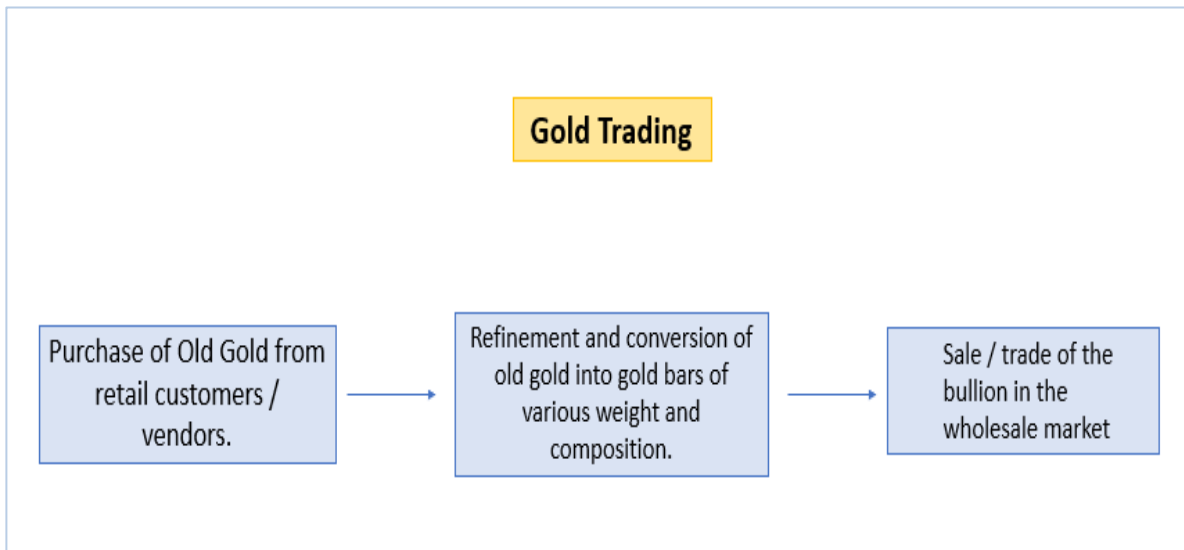 Gold Trading
Purchase of Old Gold from
retail customers /
vendors.
Refinement and conversion of
old gold into gold bars of
various weight and
composition.
Sale / trade of the
bullion in the
wholesale market